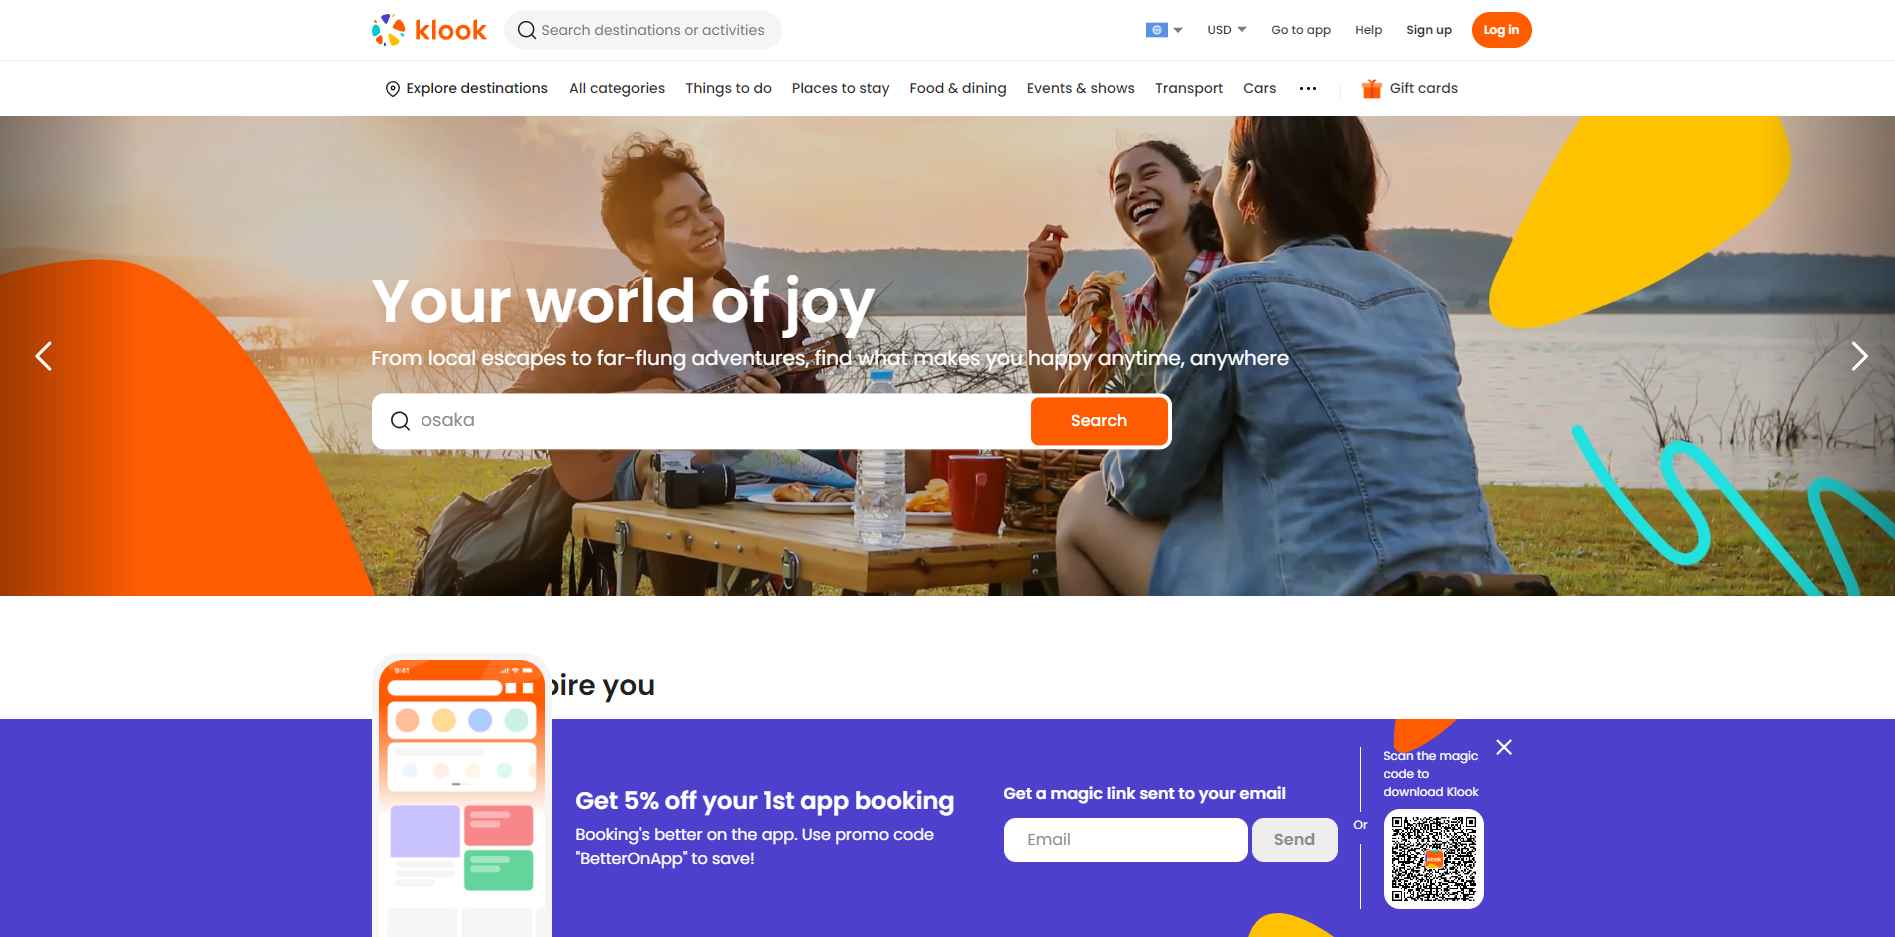 klook
Search destinations or activities
USD
Go to app
Help
Sign up
Log in
Explore destinations
All categories
Things to do
Places to stay
Food & dining
Events & shows
Transport
Cars
Gift cards
Your world of joy
From local escapes to far-flung adventures, find what makes you happy anytime, anywhere
osaka
Search
9:41
pire you
Get 5% off your 1st app booking
Booking's better on the app. Use promo code
"BetterOnApp" to save!
Get a magic link sent to your email
Email
Send
Or
Scan the magic
code to
download Klook
klook